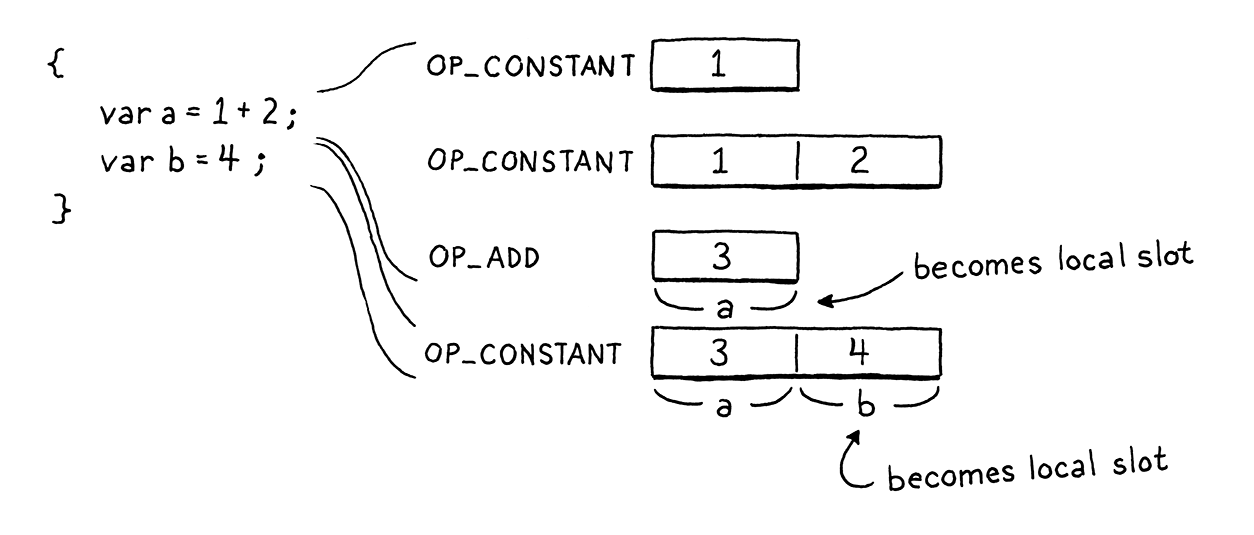 {
var a = 1 + 2;
var b = 4;
}
OP_CONSTANT 1
OP_CONSTANT 1 2
OP_ADD 3
a
becomes local slot
OP_CONSTANT 3 4
a b
becomes local slot